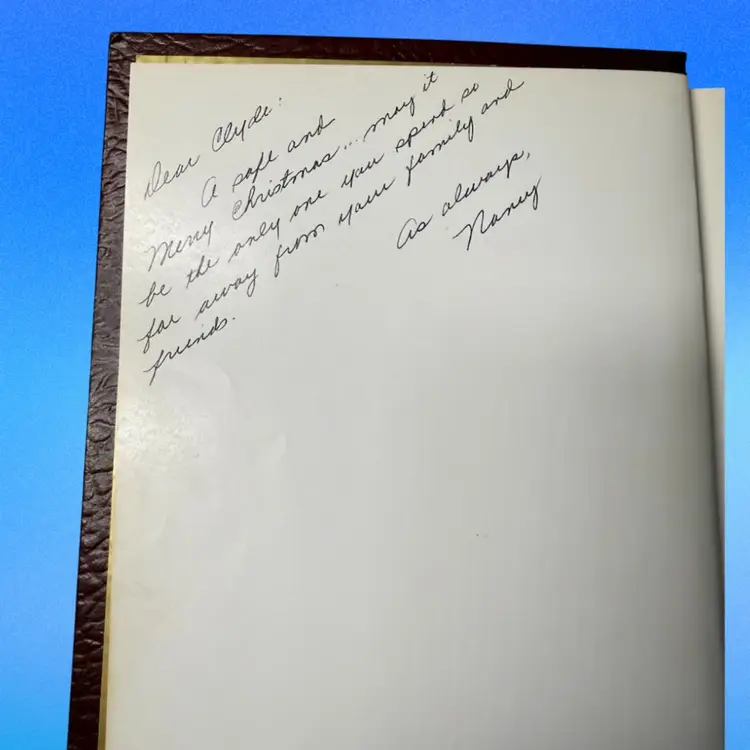 Dear Clyde:
A safe and
Merry Christmas... may it
be the only one you spend so
far away from your family and
friends.
As always,
Nancy